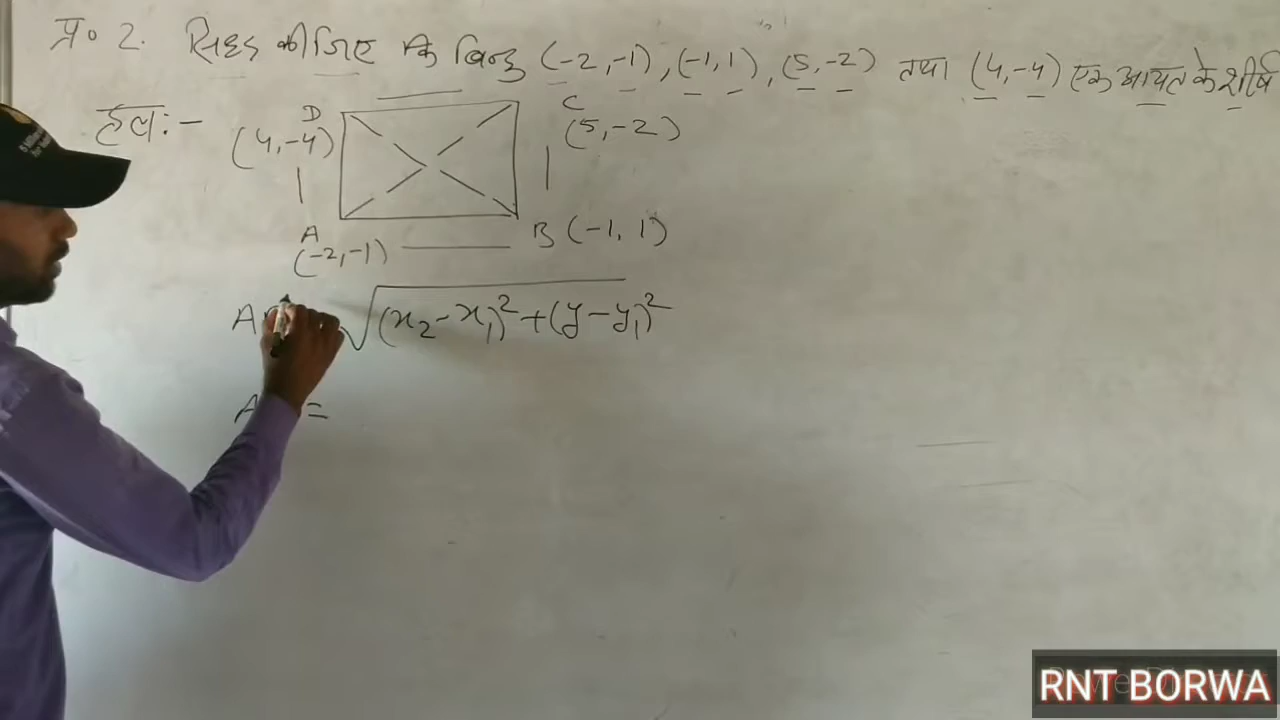 प्र० 2. सिद्ध कीजिए कि बिन्दु (-2,-1), (-1,1), (5,-2) तथा (4,-4) एक आयत के शीर्ष
हल:-
D
C
(4,-4)
(5,-2)
A
B (-1,1)
(-2,-1)
A √(x₂-x₁)²+(y-y₁)²
A =
RNT BORWA